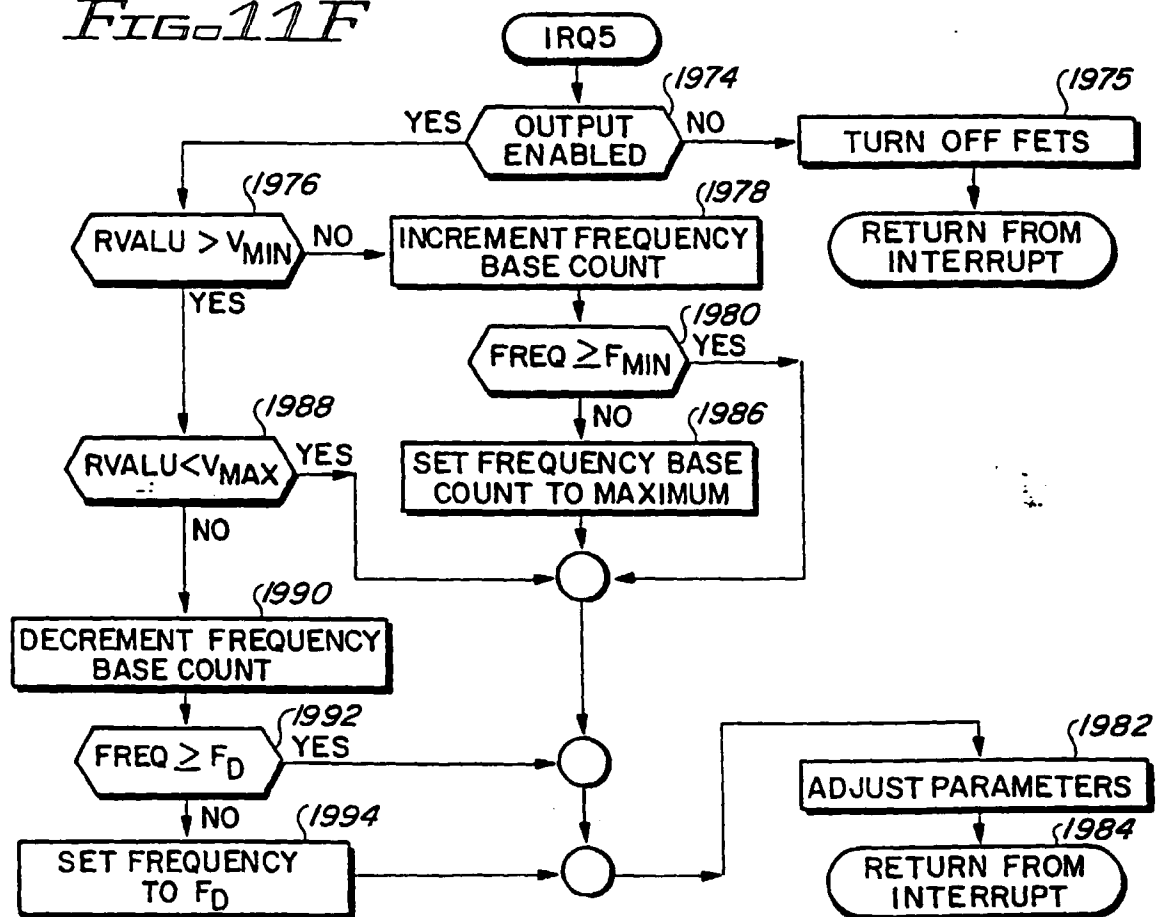 FIG. 11F
IRQ5
1974
OUTPUT
ENABLED
YES
NO
1975
TURN OFF FETS
RETURN FROM
INTERRUPT
1976
RVALU > VMIN
NO
YES
1978
INCREMENT FREQUENCY
BASE COUNT
1980
FREQ ≥ FMIN
YES
NO
1986
SET FREQUENCY BASE
COUNT TO MAXIMUM
1988
RVALU<VMAX
YES
NO
1990
DECREMENT FREQUENCY
BASE COUNT
1992
FREQ ≥ FD
YES
NO
1994
SET FREQUENCY
TO FD
1982
ADJUST PARAMETERS
1984
RETURN FROM
INTERRUPT